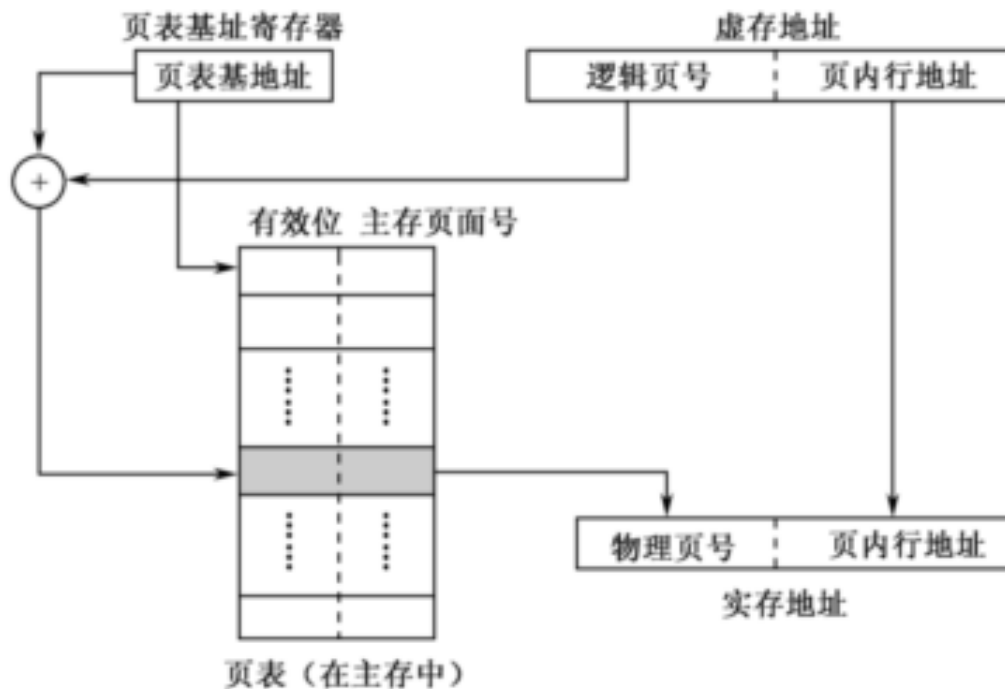 页表基址寄存器
虚存地址
页表基地址
逻辑页号
页内行地址
+
有效位 主存页面号
物理页号
页内行地址
实存地址
页表（在主存中）